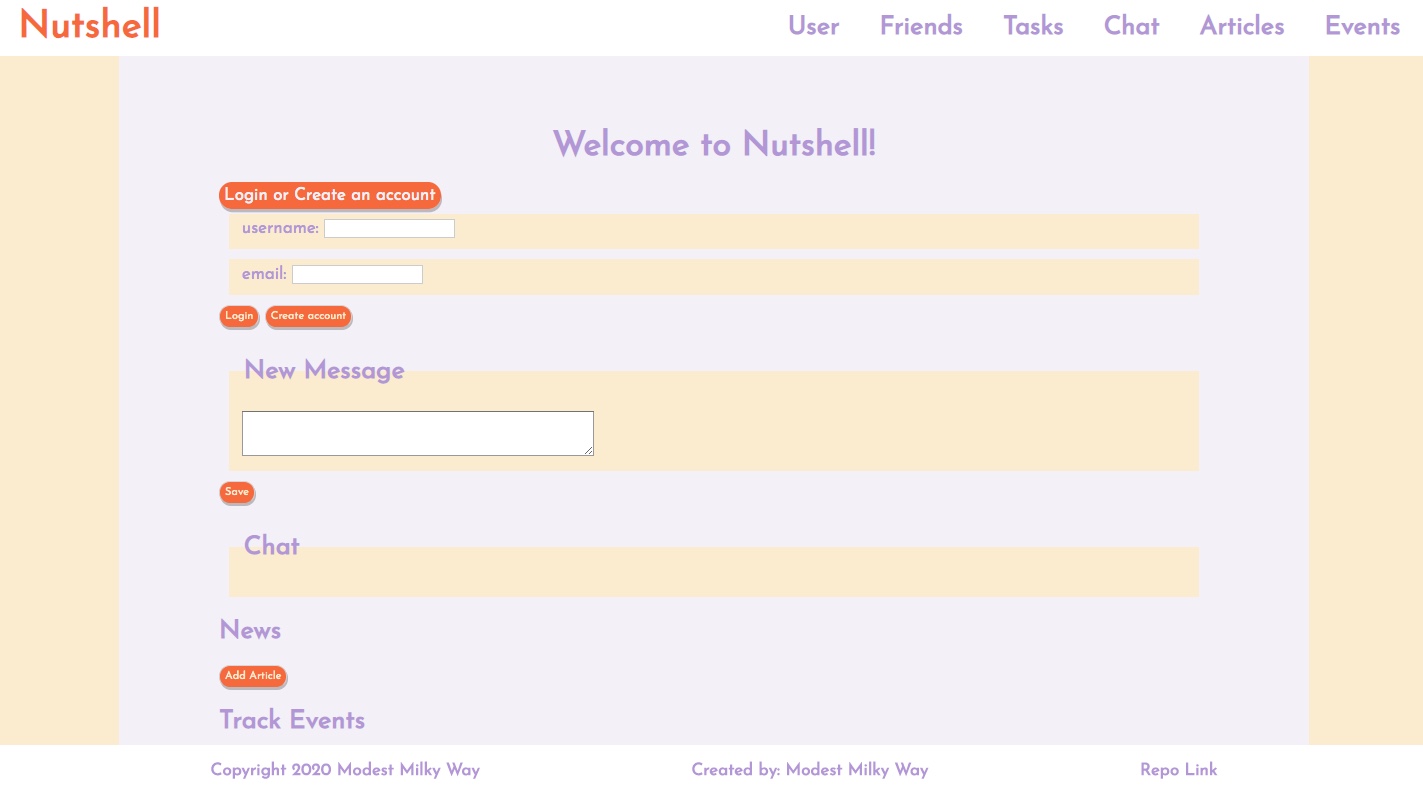 Nutshell User Friends Tasks Chat Articles Events
Welcome to Nutshell!
Login or Create an account
username:
email:
Login Create account
New Message
Save
Chat
News
Add Article
Track Events
Copyright 2020 Modest Milky Way Created by: Modest Milky Way Repo Link